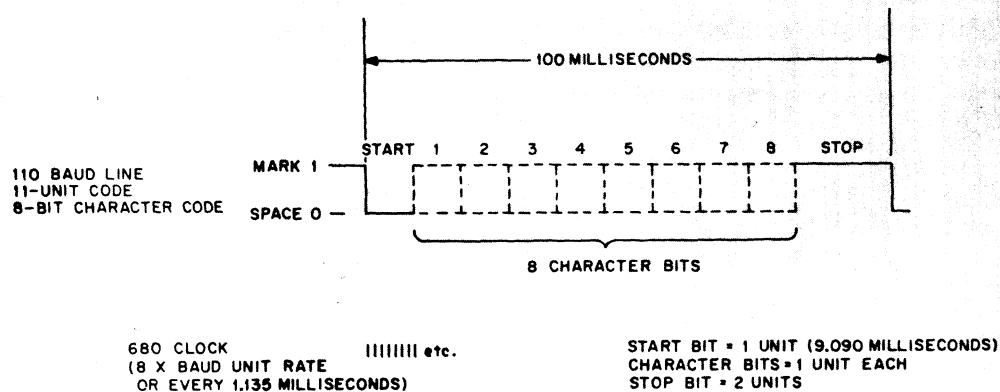 100 MILLISECONDS
START 1 2 3 4 5 6 7 8 STOP
MARK 1
SPACE 0
110 BAUD LINE
11-UNIT CODE
8-BIT CHARACTER CODE
8 CHARACTER BITS
680 CLOCK
(8 X BAUD UNIT RATE
OR EVERY 1.135 MILLISECONDS)
etc.
START BIT = 1 UNIT (9.090 MILLISECONDS)
CHARACTER BITS = 1 UNIT EACH
STOP BIT = 2 UNITS